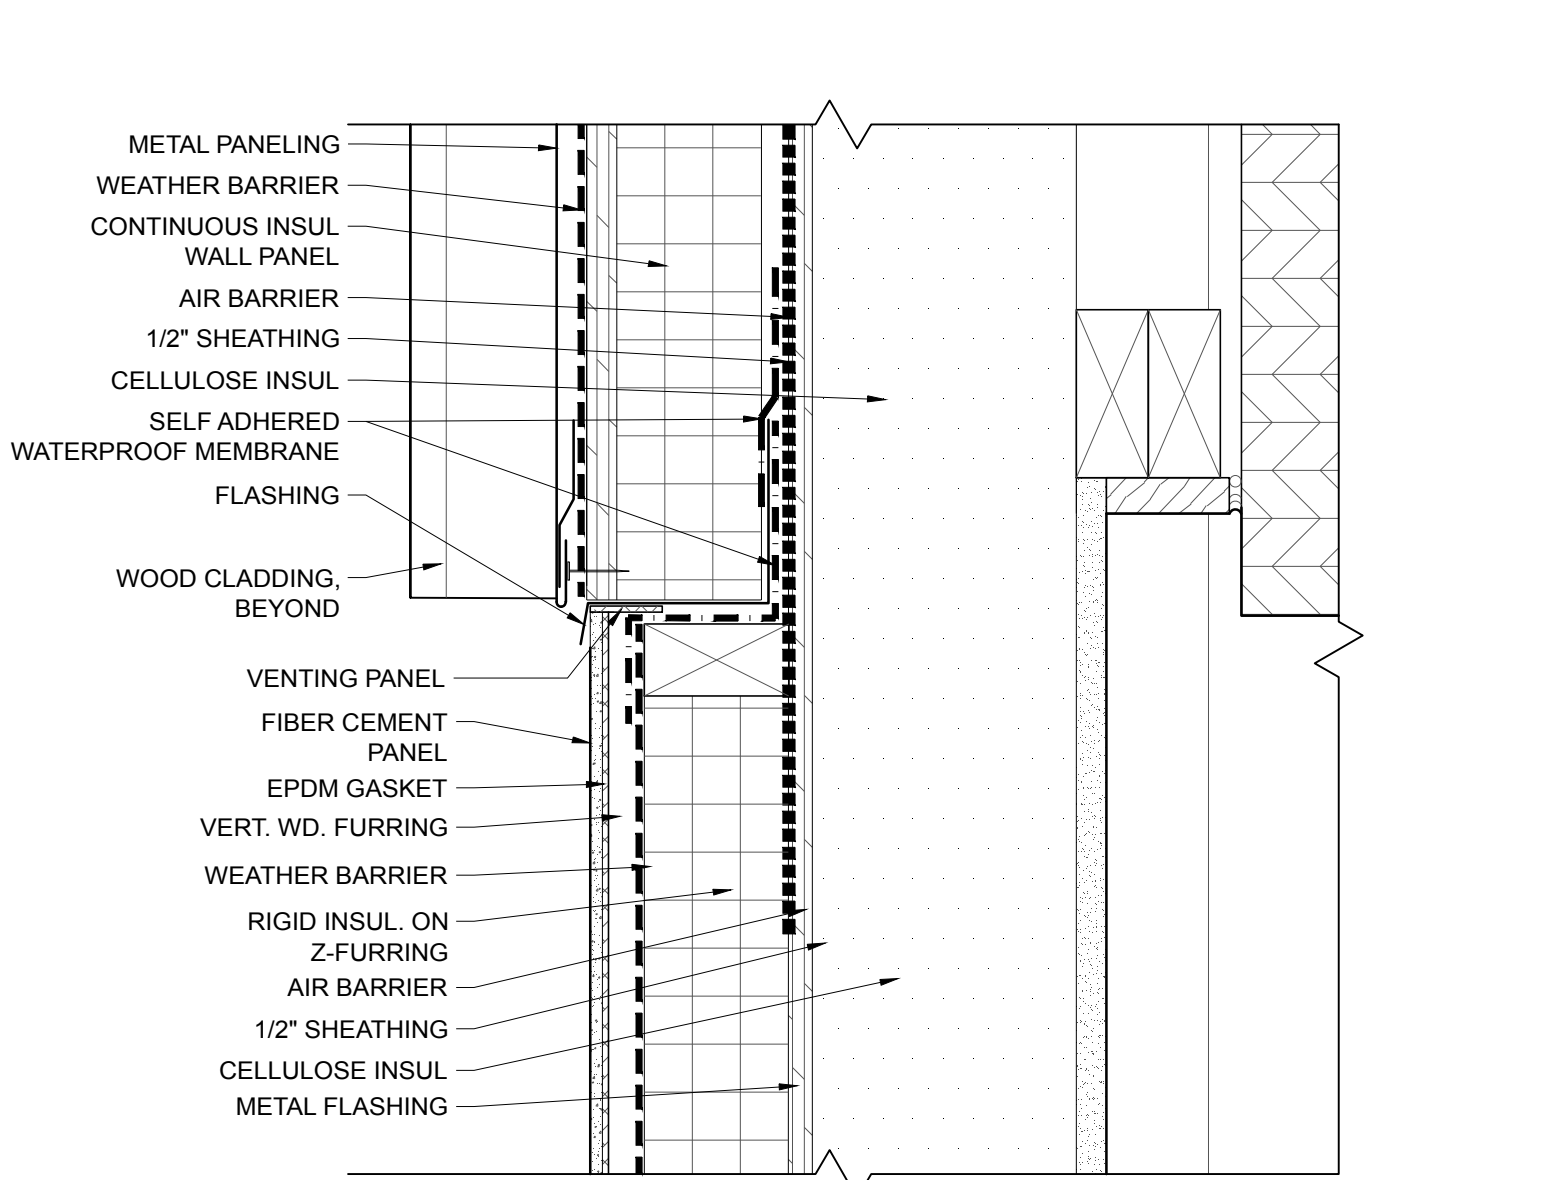 METAL PANELING
WEATHER BARRIER
CONTINUOUS INSUL
WALL PANEL
AIR BARRIER
1/2" SHEATHING
CELLULOSE INSUL
SELF ADHERED
WATERPROOF MEMBRANE
FLASHING
WOOD CLADDING,
BEYOND
VENTING PANEL
FIBER CEMENT
PANEL
EPDM GASKET
VERT. WD. FURRING
WEATHER BARRIER
RIGID INSUL. ON
Z-FURRING
AIR BARRIER
1/2" SHEATHING
CELLULOSE INSUL
METAL FLASHING